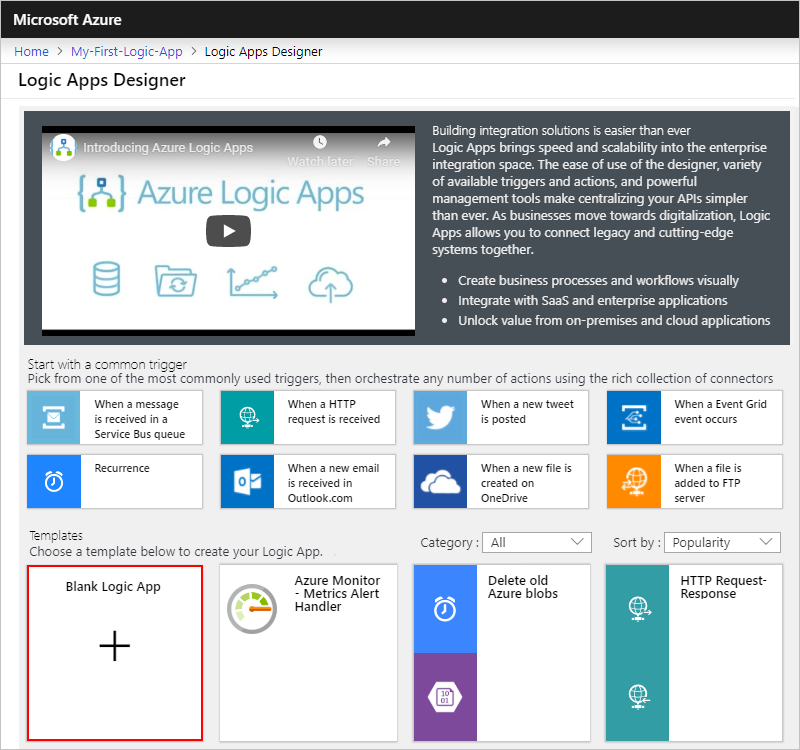 Microsoft Azure
Home > My-First-Logic-App > Logic Apps Designer
Logic Apps Designer
Introducing Azure Logic Apps
Watch later
Share
Azure Logic Apps
Building integration solutions is easier than ever
Logic Apps brings speed and scalability into the enterprise
integration space. The ease of use of the designer, variety
of available triggers and actions, and powerful
management tools make centralizing your APIs simpler
than ever. As businesses move towards digitalization, Logic
Apps allows you to connect legacy and cutting-edge
systems together.
• Create business processes and workflows visually
• Integrate with SaaS and enterprise applications
• Unlock value from on-premises and cloud applications
Start with a common trigger
Pick from one of the most commonly used triggers, then orchestrate any number of actions using the rich collection of connectors
When a message
is received in a
Service Bus queue
When a HTTP
request is received
When a new tweet
is posted
When a Event Grid
event occurs
Recurrence
When a new email
is received in
Outlook.com
When a new file is
created on
OneDrive
When a file is
added to FTP
server
Templates
Choose a template below to create your Logic App.
Category : All
Sort by : Popularity
Blank Logic App
Azure Monitor
- Metrics Alert
Handler
Delete old
Azure blobs
10
01
HTTP Request-
Response